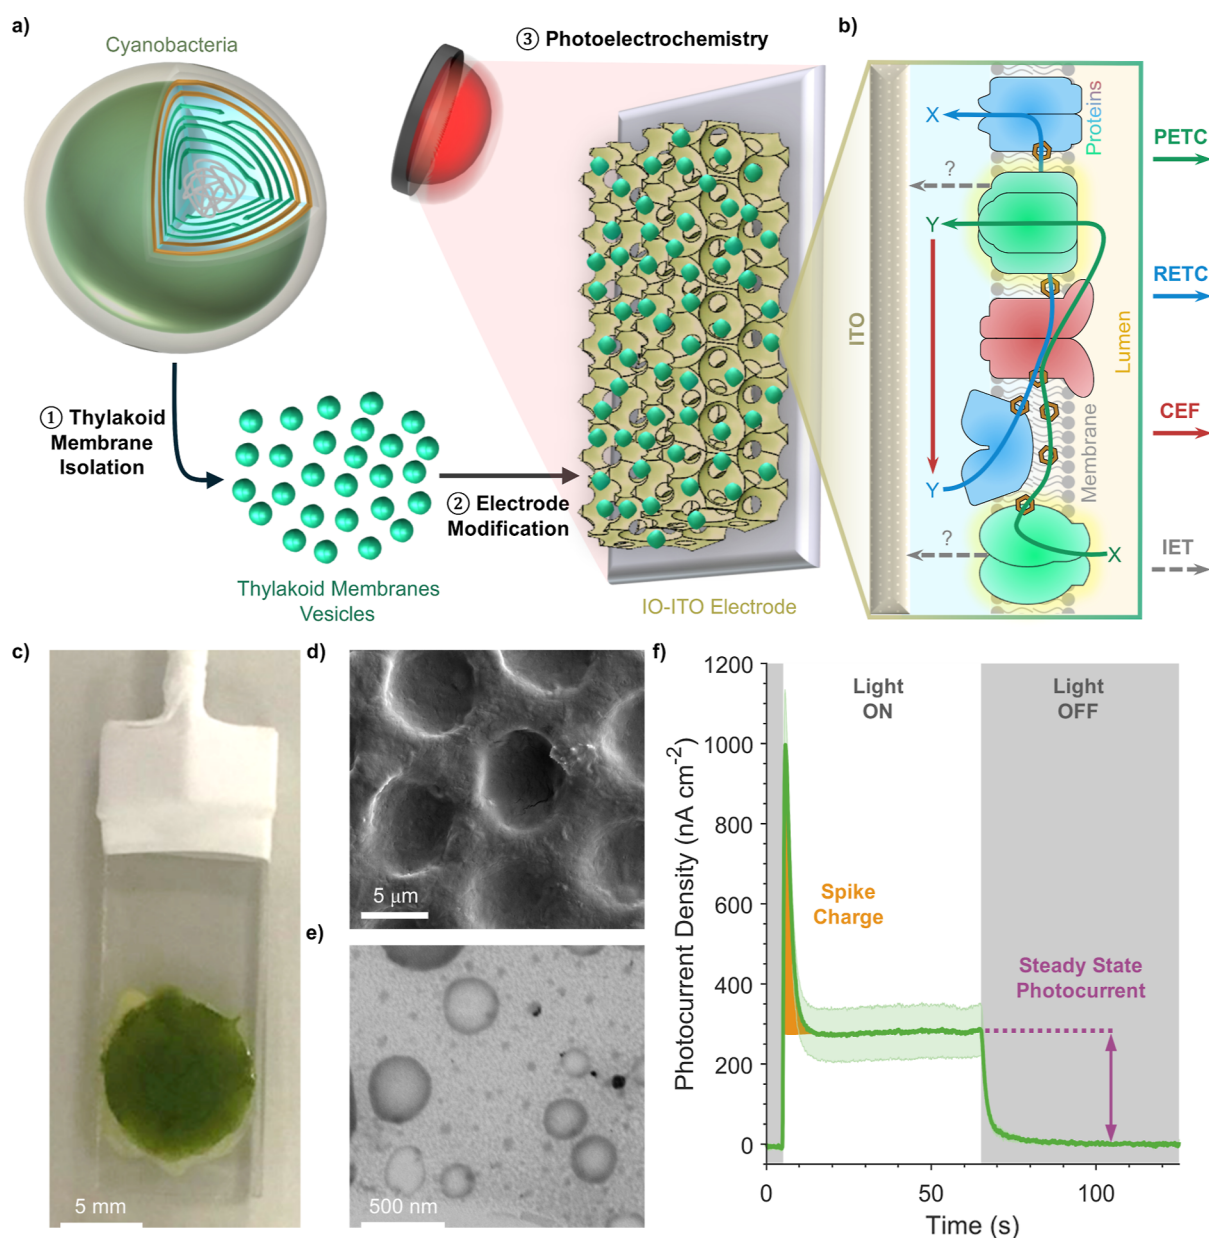 a)
Cyanobacteria
① Thylakoid
Membrane
Isolation
Thylakoid Membranes
Vesicles
② Electrode
Modification
③ Photoelectrochemistry
IO-ITO Electrode
b)
ITO
X
?
Y
Y
?
X
Proteins
Lumen
Membrane
PETC
RETC
CEF
IET
c)
5 mm
d)
5 μm
e)
500 nm
f)
Photocurrent Density (nA cm-2)
1200
1000
800
600
400
200
0
Light
ON
Light
OFF
Spike
Charge
Steady State
Photocurrent
0
50
100
Time (s)